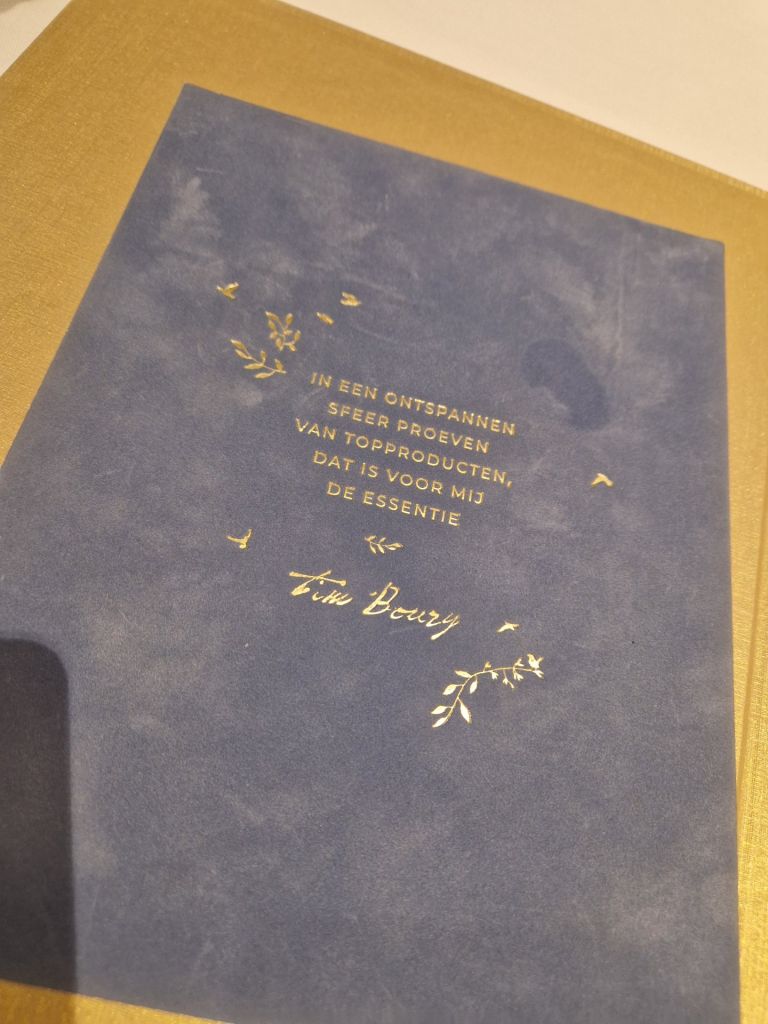 IN EEN ONTSPANNEN
SFEER PROEVEN
VAN TOPPRODUCTEN,
DAT IS VOOR MIJ
DE ESSENTIE
Tim Boury